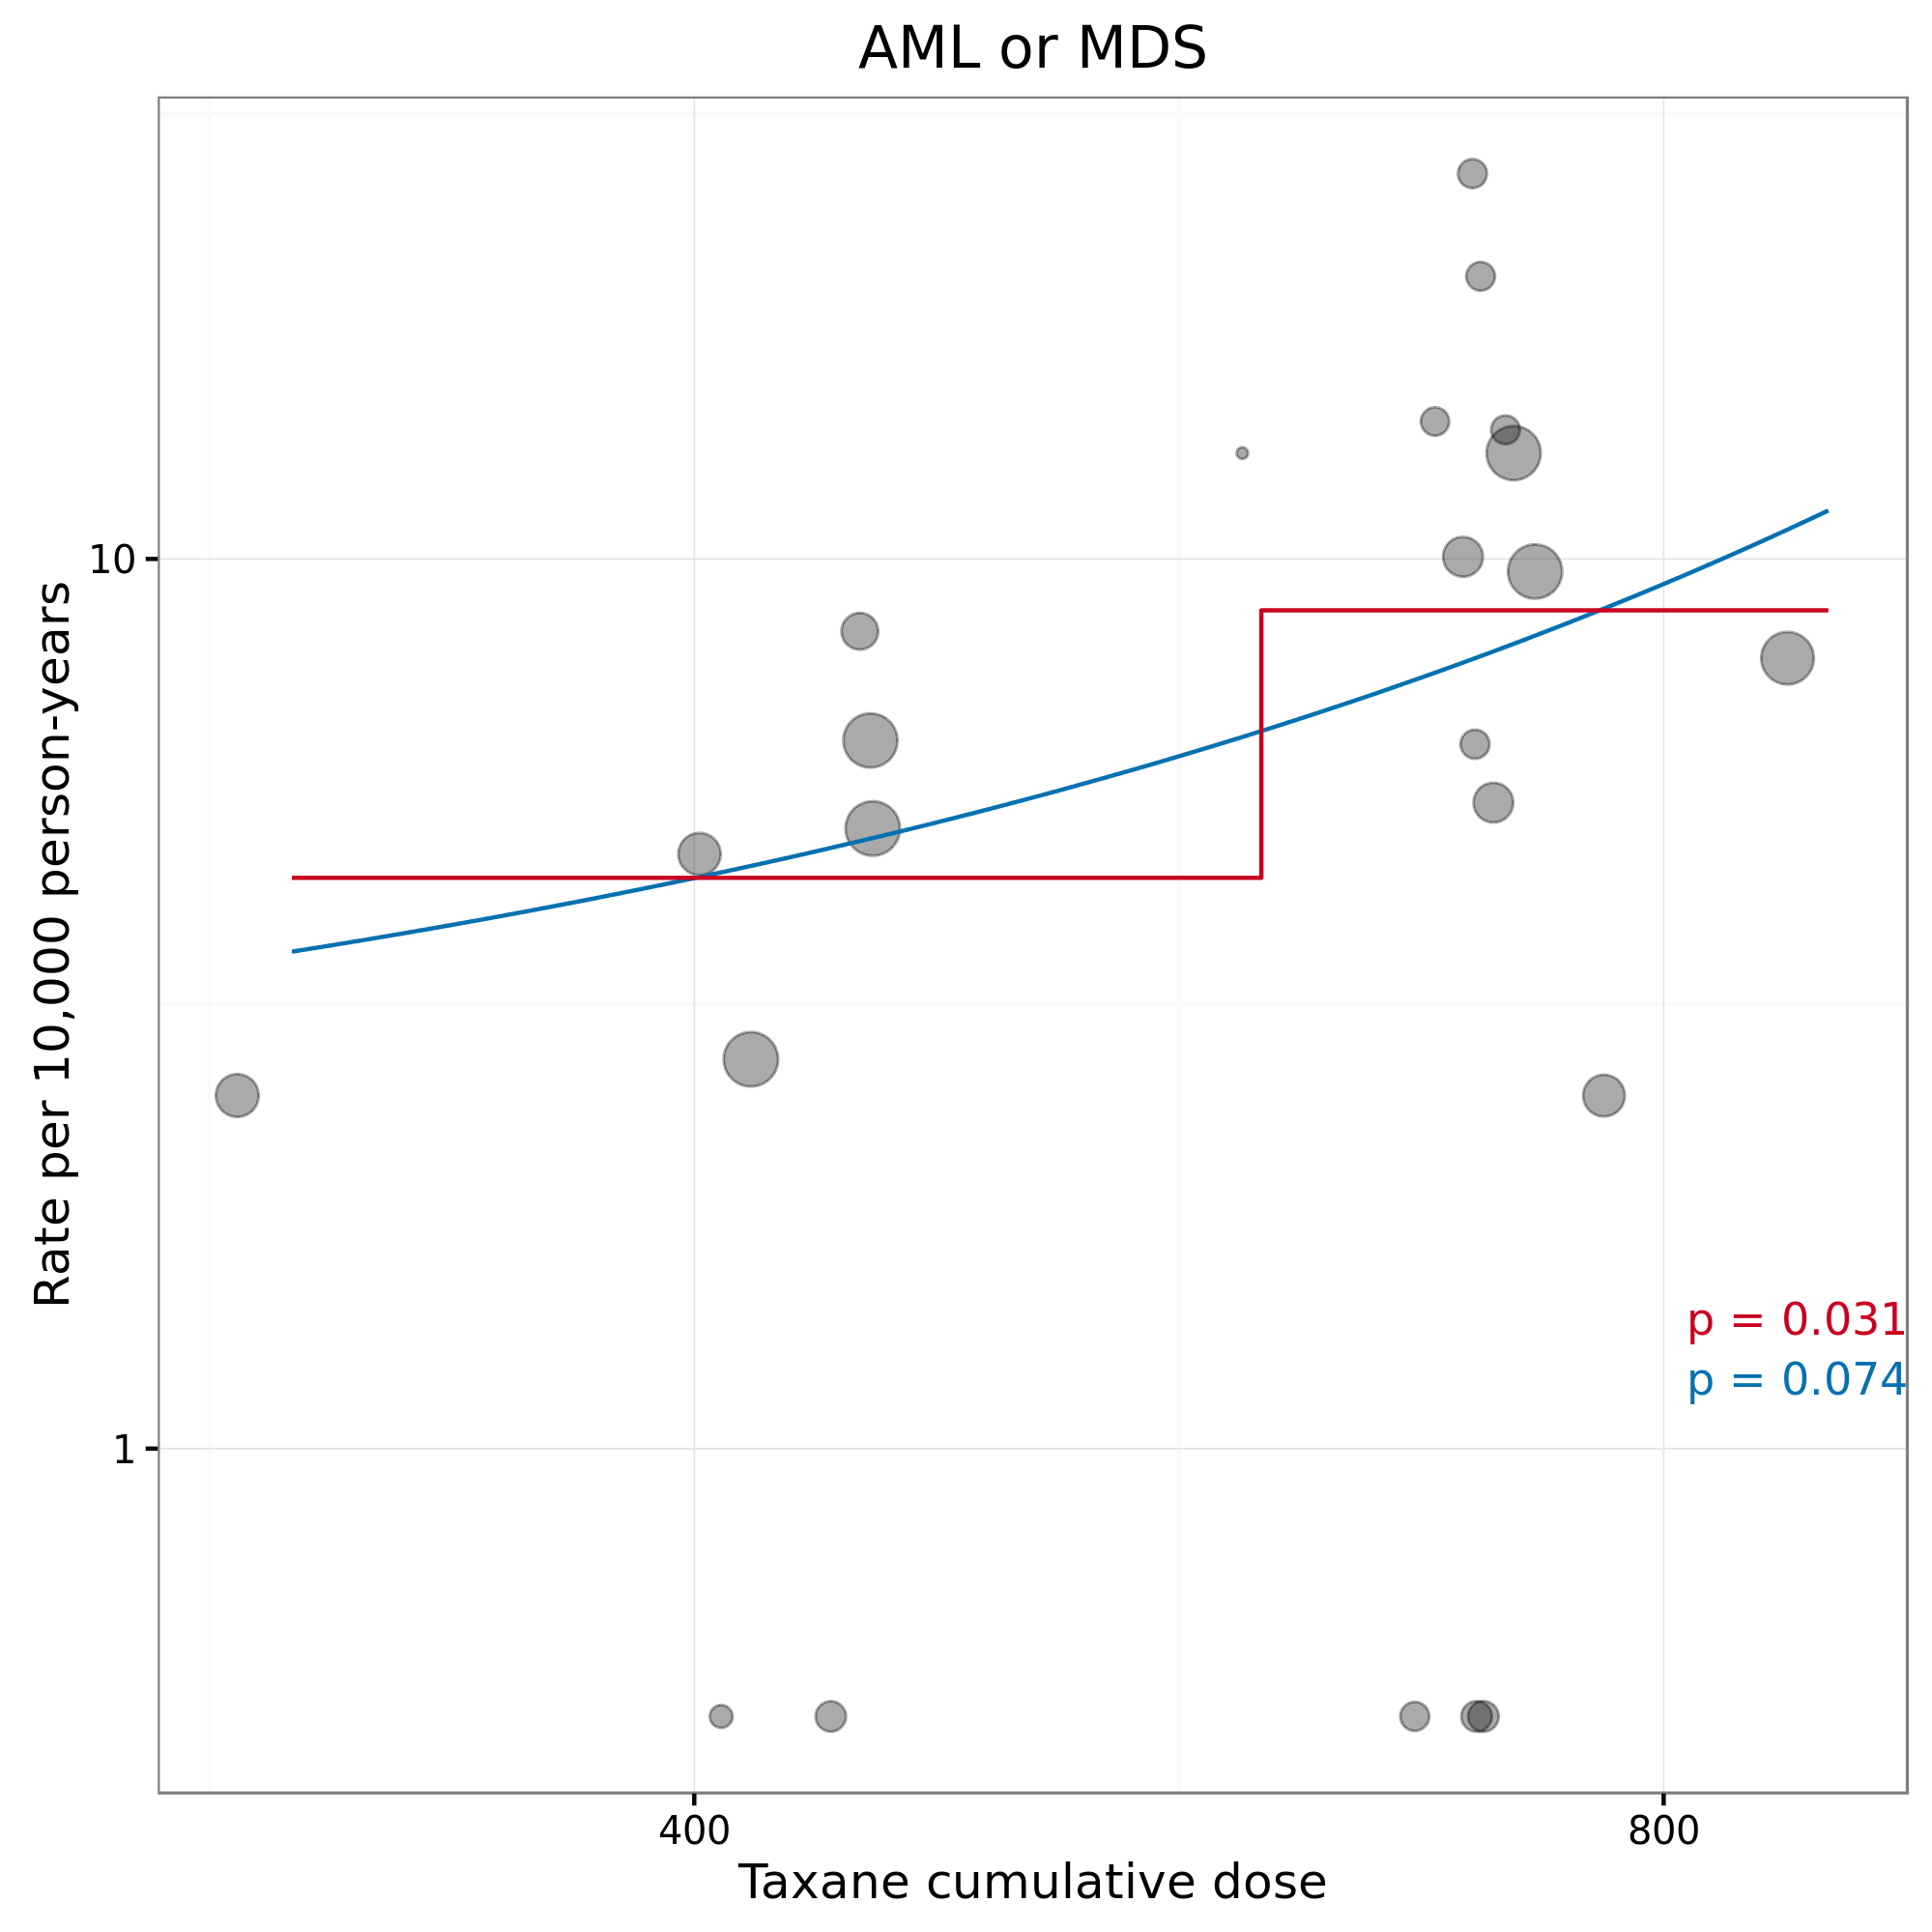 AML or MDS
Rate per 10,000 person-years
10
1
p = 0.031
p = 0.074
400
800
Taxane cumulative dose